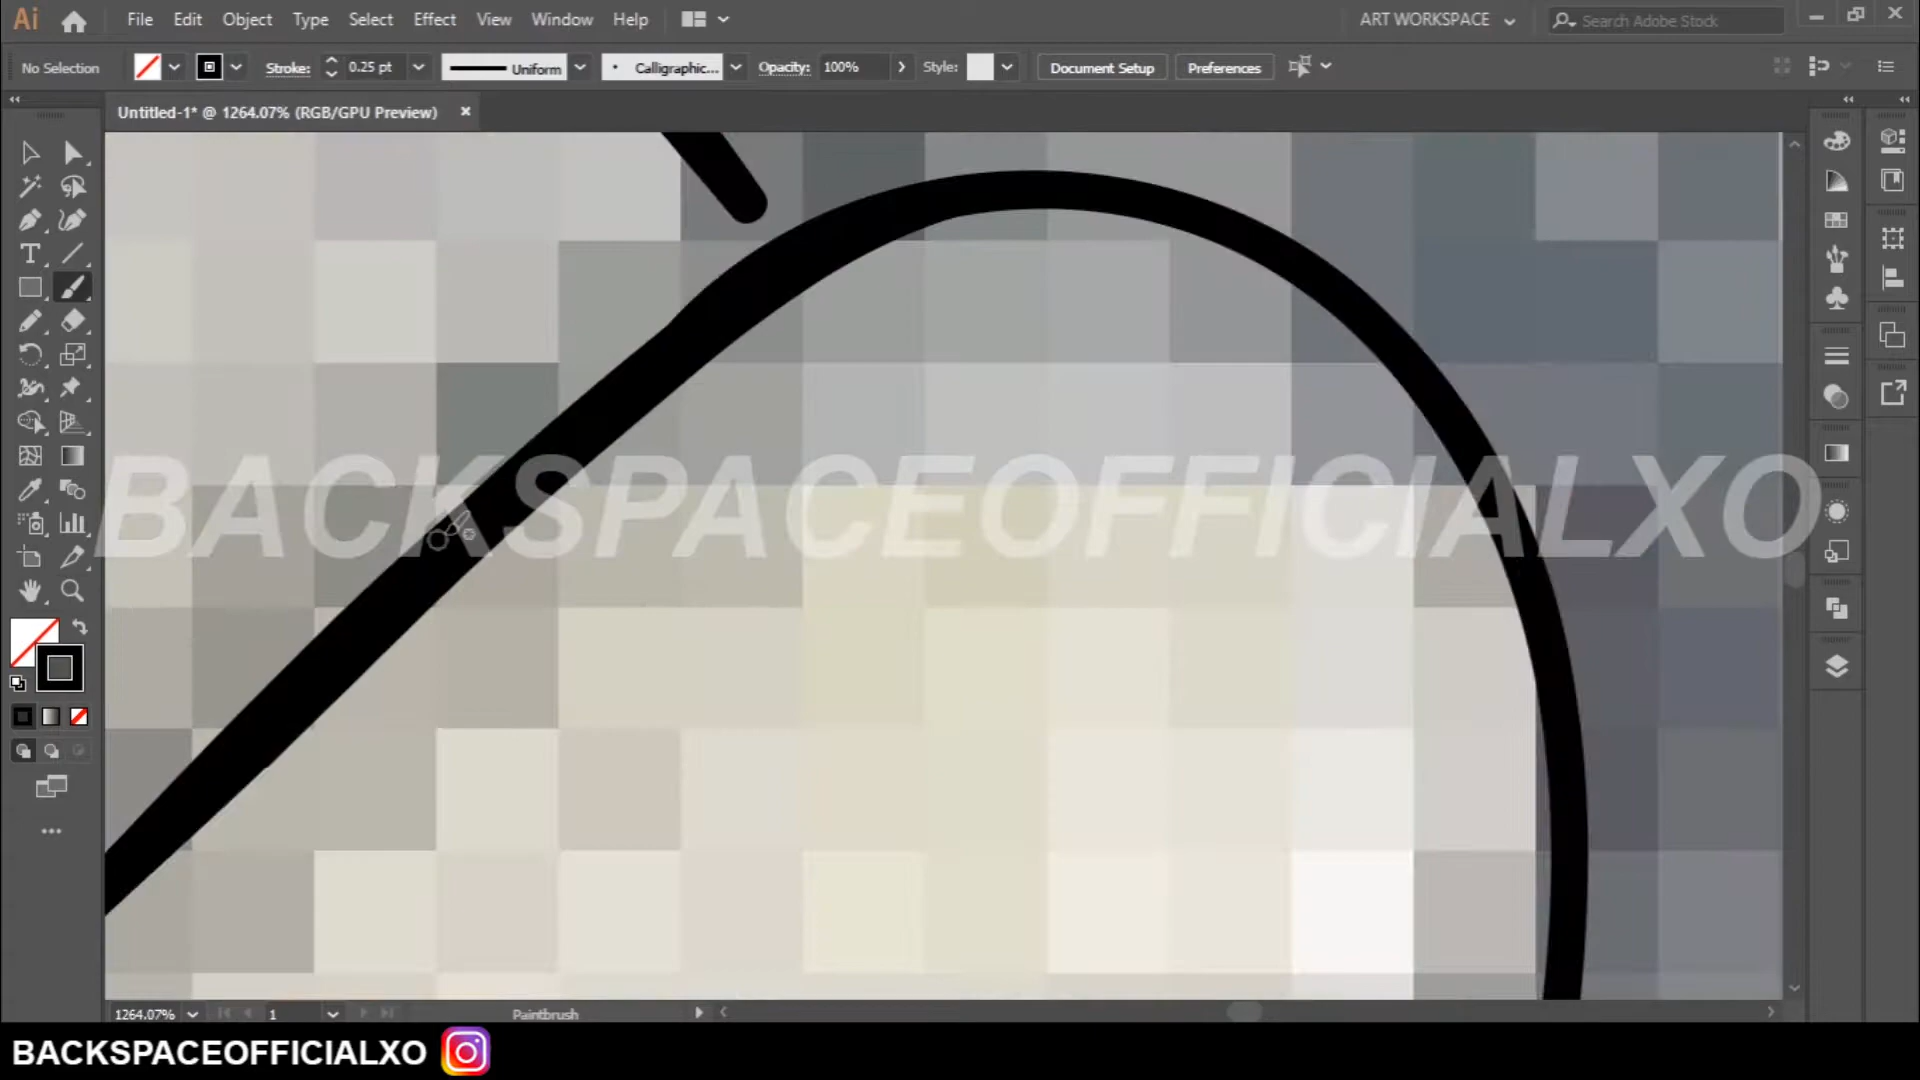 Ai File Edit Object Type Select Effect View Window Help ART WORKSPACE Search Adobe Stock
No Selection Stroke: 0.25 pt Uniform Calligraphic... Opacity: 100% Style: Document Setup Preferences
Untitled-1* @ 1264.07% (RGB/GPU Preview)
BACKSPACEOFFICIALXO
1264.07% 1 Paintbrush
BACKSPACEOFFICIALXO